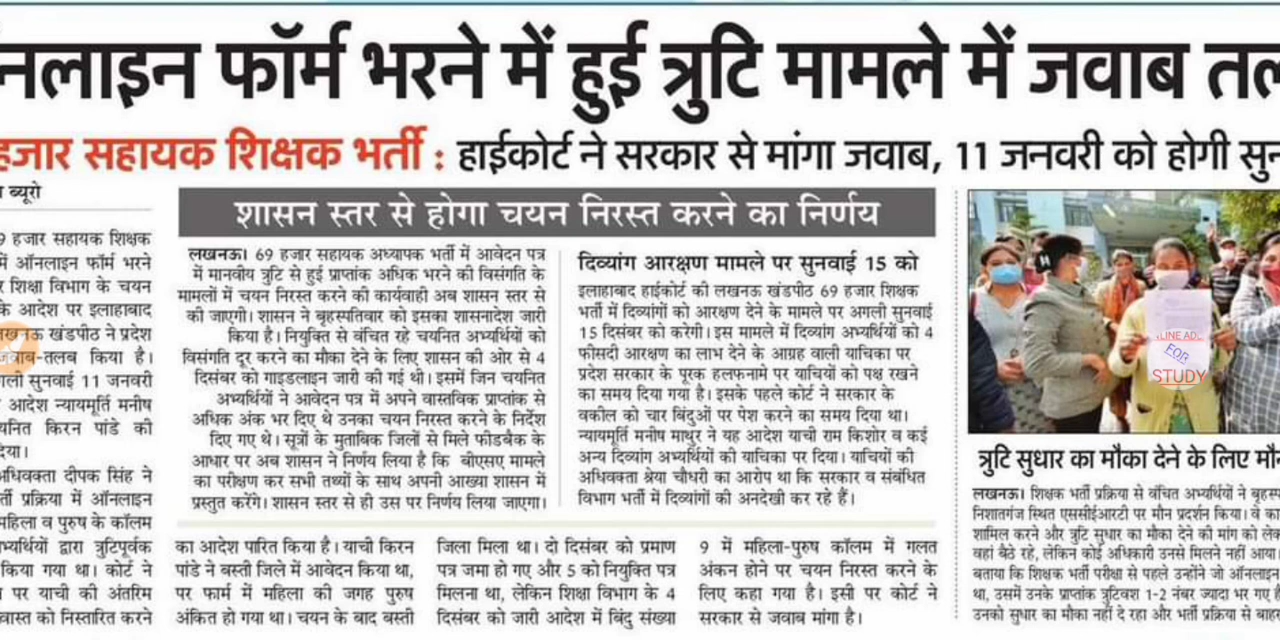 नलाइन फॉर्म भरने में हुई त्रुटि मामले में जवाब तल
हजार सहायक शिक्षक भर्ती : हाईकोर्ट ने सरकार से मांगा जवाब, 11 जनवरी को होगी सुन
ब्यूरो
9 हजार सहायक शिक्षक
में ऑनलाइन फॉर्म भरने
र शिक्षा विभाग के चयन
के आदेश पर इलाहाबाद
लखनऊ खंडपीठ ने प्रदेश
जवाब-तलब किया है।
गली सुनवाई 11 जनवरी
आदेश न्यायमूर्ति मनीष
यनित किरन पांडे की
दिया।
अधिवक्ता दीपक सिंह ने
र्ती प्रक्रिया में ऑनलाइन
महिला व पुरुष के कॉलम
भ्यर्थियों द्वारा त्रुटिपूर्वक
किया गया था। कोर्ट ने
पर याची की अंतरिम
वास्त को निस्तारित करने
शासन स्तर से होगा चयन निरस्त करने का निर्णय
लखनऊ। 69 हजार सहायक अध्यापक भर्ती में आवेदन पत्र
में मानवीय त्रुटि से हुई प्राप्तांक अधिक भरने की विसंगति के
मामलों में चयन निरस्त करने की कार्यवाही अब शासन स्तर से
की जाएगी। शासन ने बृहस्पतिवार को इसका शासनादेश जारी
किया है। नियुक्ति से वंचित रहे चयनित अभ्यर्थियों को
विसंगति दूर करने का मौका देने के लिए शासन की ओर से 4
दिसंबर को गाइडलाइन जारी की गई थी। इसमें जिन चयनित
अभ्यर्थियों ने आवेदन पत्र में अपने वास्तविक प्राप्तांक से
अधिक अंक भर दिए थे उनका चयन निरस्त करने के निर्देश
दिए गए थे। सूत्रों के मुताबिक जिलों से मिले फीडबैक के
आधार पर अब शासन ने निर्णय लिया है कि बीएसए मामले
का परीक्षण कर सभी तथ्यों के साथ अपनी आख्या शासन में
प्रस्तुत करेंगे। शासन स्तर से ही उस पर निर्णय लिया जाएगा।
दिव्यांग आरक्षण मामले पर सुनवाई 15 को
इलाहाबाद हाईकोर्ट की लखनऊ खंडपीठ 69 हजार शिक्षक
भर्ती में दिव्यांगों को आरक्षण देने के मामले पर अगली सुनवाई
15 दिसंबर को करेगी। इस मामले में दिव्यांग अभ्यर्थियों को 4
फीसदी आरक्षण का लाभ देने के आग्रह वाली याचिका पर
प्रदेश सरकार के पूरक हलफनामे पर याचियों को पक्ष रखने
का समय दिया गया है। इसके पहले कोर्ट ने सरकार के
वकील को चार बिंदुओं पर पेश करने का समय दिया था।
न्यायमूर्ति मनीष माथुर ने यह आदेश याची राम किशोर व कई
अन्य दिव्यांग अभ्यर्थियों की याचिका पर दिया। याचियों की
अधिवक्ता श्रेया चौधरी का आरोप था कि सरकार व संबंधित
विभाग भर्ती में दिव्यांगों की अनदेखी कर रहे हैं।
का आदेश पारित किया है। याची किरन
पांडे ने बस्ती जिले में आवेदन किया था,
पर फार्म में महिला की जगह पुरुष
अंकित हो गया था। चयन के बाद बस्ती
जिला मिला था। दो दिसंबर को प्रमाण
पत्र जमा हो गए और 5 को नियुक्ति पत्र
मिलना था, लेकिन शिक्षा विभाग के 4
दिसंबर को जारी आदेश में बिंदु संख्या
9 में महिला-पुरुष कॉलम में गलत
अंकन होने पर चयन निरस्त करने के
लिए कहा गया है। इसी पर कोर्ट ने
सरकार से जवाब मांगा है।
LINE ADD
FOR
STUDY
त्रुटि सुधार का मौका देने के लिए मौन
लखनऊ। शिक्षक भर्ती प्रक्रिया से वंचित अभ्यर्थियों ने बृहस्प
निशातगंज स्थित एससीईआरटी पर मौन प्रदर्शन किया। वे का
शामिल करने और त्रुटि सुधार का मौका देने की मांग को लेक
वहां बैठे रहे, लेकिन कोई अधिकारी उनसे मिलने नहीं आया।
बताया कि शिक्षक भर्ती परीक्षा से पहले उन्होंने जो ऑनलाइन
था, उसमें उनके प्राप्तांक त्रुटिवश 1-2 नंबर ज्यादा भर गए है
उनको सुधार का मौका नहीं दे रहा और भर्ती प्रक्रिया से बाह